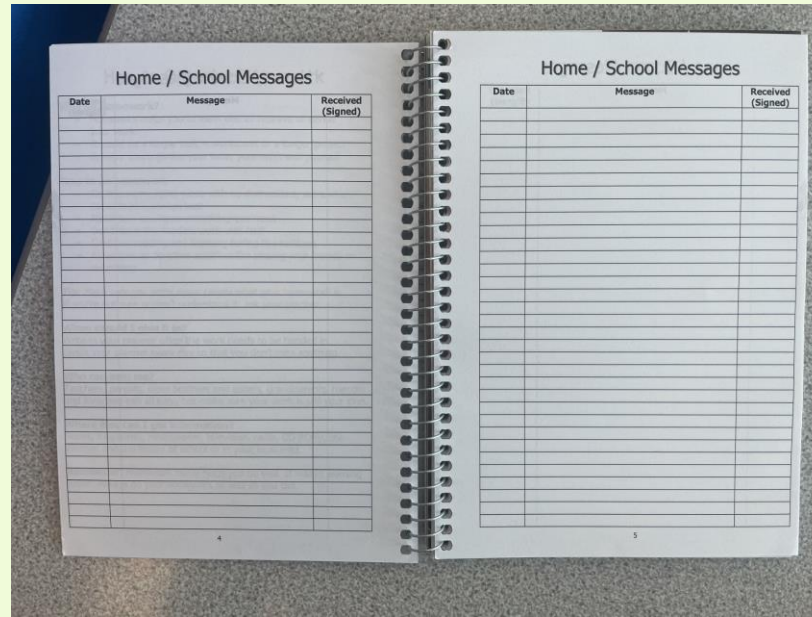 Home / School Messages
Date Message Received
(Signed)
4
Home / School Messages
Date Message Received
(Signed)
5